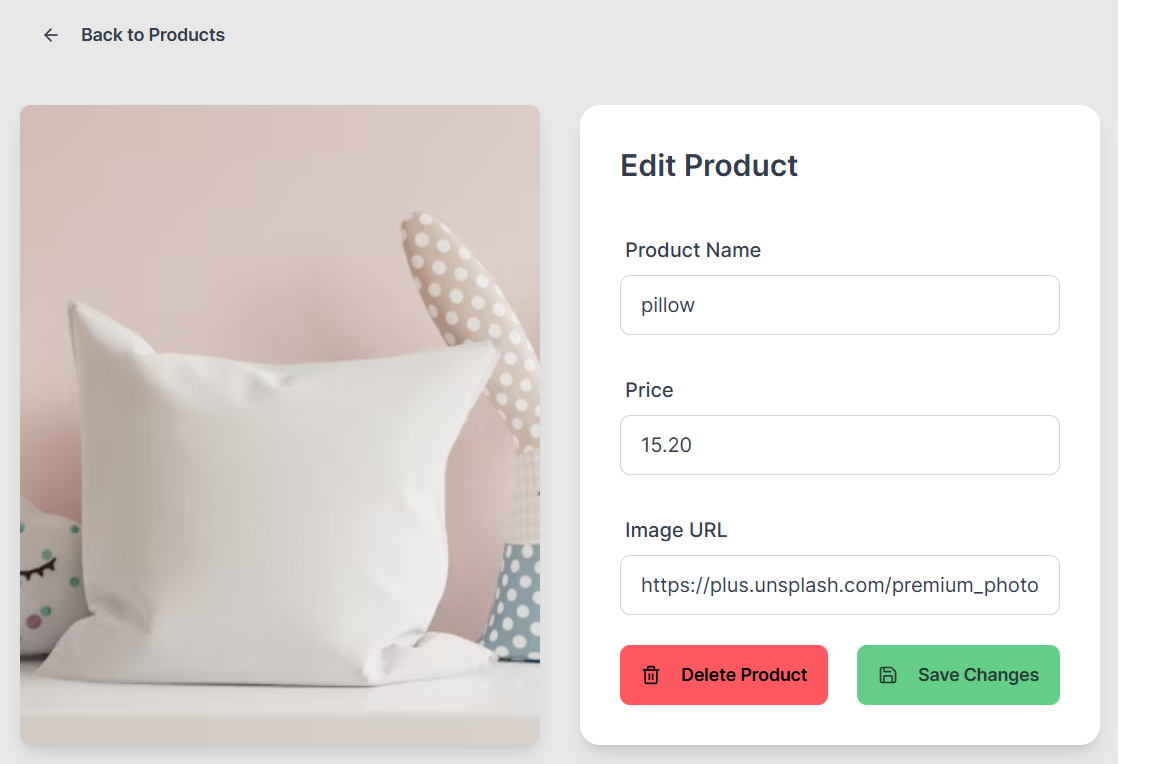 Back to Products
Edit Product
Product Name
pillow
Price
15.20
Image URL
https://plus.unsplash.com/premium_photo
Delete Product
Save Changes